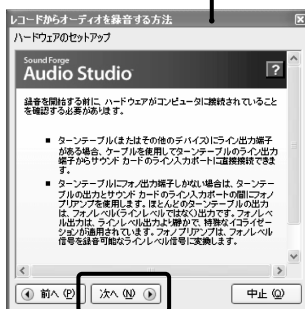 レコードからオーディオを録音する方法
ハードウェアのセットアップ
Sound Forge
Audio Studio
?
録音を開始する前に、ハードウェアがコンピュータに接続されていること
を確認する必要があります。
■ ターンテーブル(またはその他のデバイス)にライン出力端子
がある場合、ケーブルを使用してターンテーブルのライン出力
端子からサウンド カードのライン入力ポートに直接接続できま
す。
■ ターンテーブルにフォノ出力端子しかない場合は、ターンテー
ブルの出力とサウンド カードのライン入力ポートの間にフォノ
プリアンプを使用します。ほとんどのターンテーブルの出力
は、フォノレベル(ラインレベルではなく)出力です。フォノレベ
ル出力は、ラインレベル出力より静かで、特殊なイコライゼー
ションが適用されています。フォノプリアンプは、フォノレベル
信号を録音可能なラインレベル信号に変換します。
前へ (P)
次へ (N)
中止 (Q)